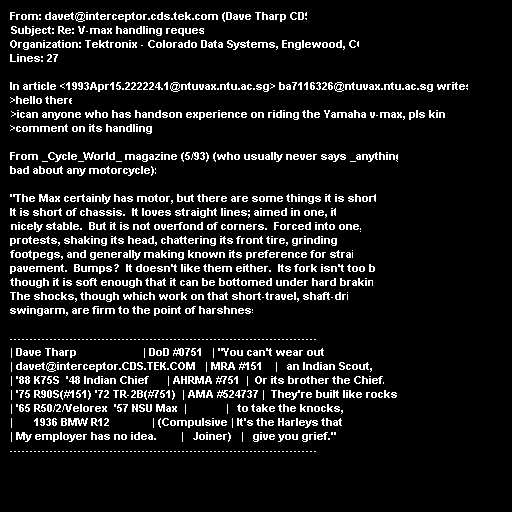 From: davet@interceptor.cds.tek.com (Dave Tharp CDS
Subject: Re: V-max handling reques
Organization: Tektronix - Colorado Data Systems, Englewood, C
Lines: 27
In article <1993Apr15.222224.1@ntuvax.ntu.ac.sg> ba7116326@ntuvax.ntu.ac.sg writes
>hello there
>ican anyone who has handson experience on riding the Yamaha v-max, pls kin
>comment on its handling
From _Cycle_World_ magazine (5/93) (who usually never says _anything
bad about any motorcycle):
"The Max certainly has motor, but there are some things it is short
It is short of chassis. It loves straight lines; aimed in one, it
nicely stable. But it is not overfond of corners. Forced into one,
protests, shaking its head, chattering its front tire, grinding
footpegs, and generally making known its preference for strai
pavement. Bumps? It doesn't like them either. Its fork isn't too b
though it is soft enough that it can be bottomed under hard brakin
The shocks, though which work on that short-travel, shaft-dri
swingarm, are firm to the point of harshnes
-----------------------------------------------------------------------------
| Dave Tharp | DoD #0751 | "You can't wear out
| davet@interceptor.CDS.TEK.COM | MRA #151 | an Indian Scout,
| '88 K75S '48 Indian Chief | AHRMA #751 | Or its brother the Chief.
| '75 R90S(#151) '72 TR-2B(#751) | AMA #524737 | They're built like rocks
| '65 R50/2/Velorex '57 NSU Max | | to take the knocks,
| 1936 BMW R12 | (Compulsive | It's the Harleys that
| My employer has no idea. | Joiner) | give you grief."
-----------------------------------------------------------------------------